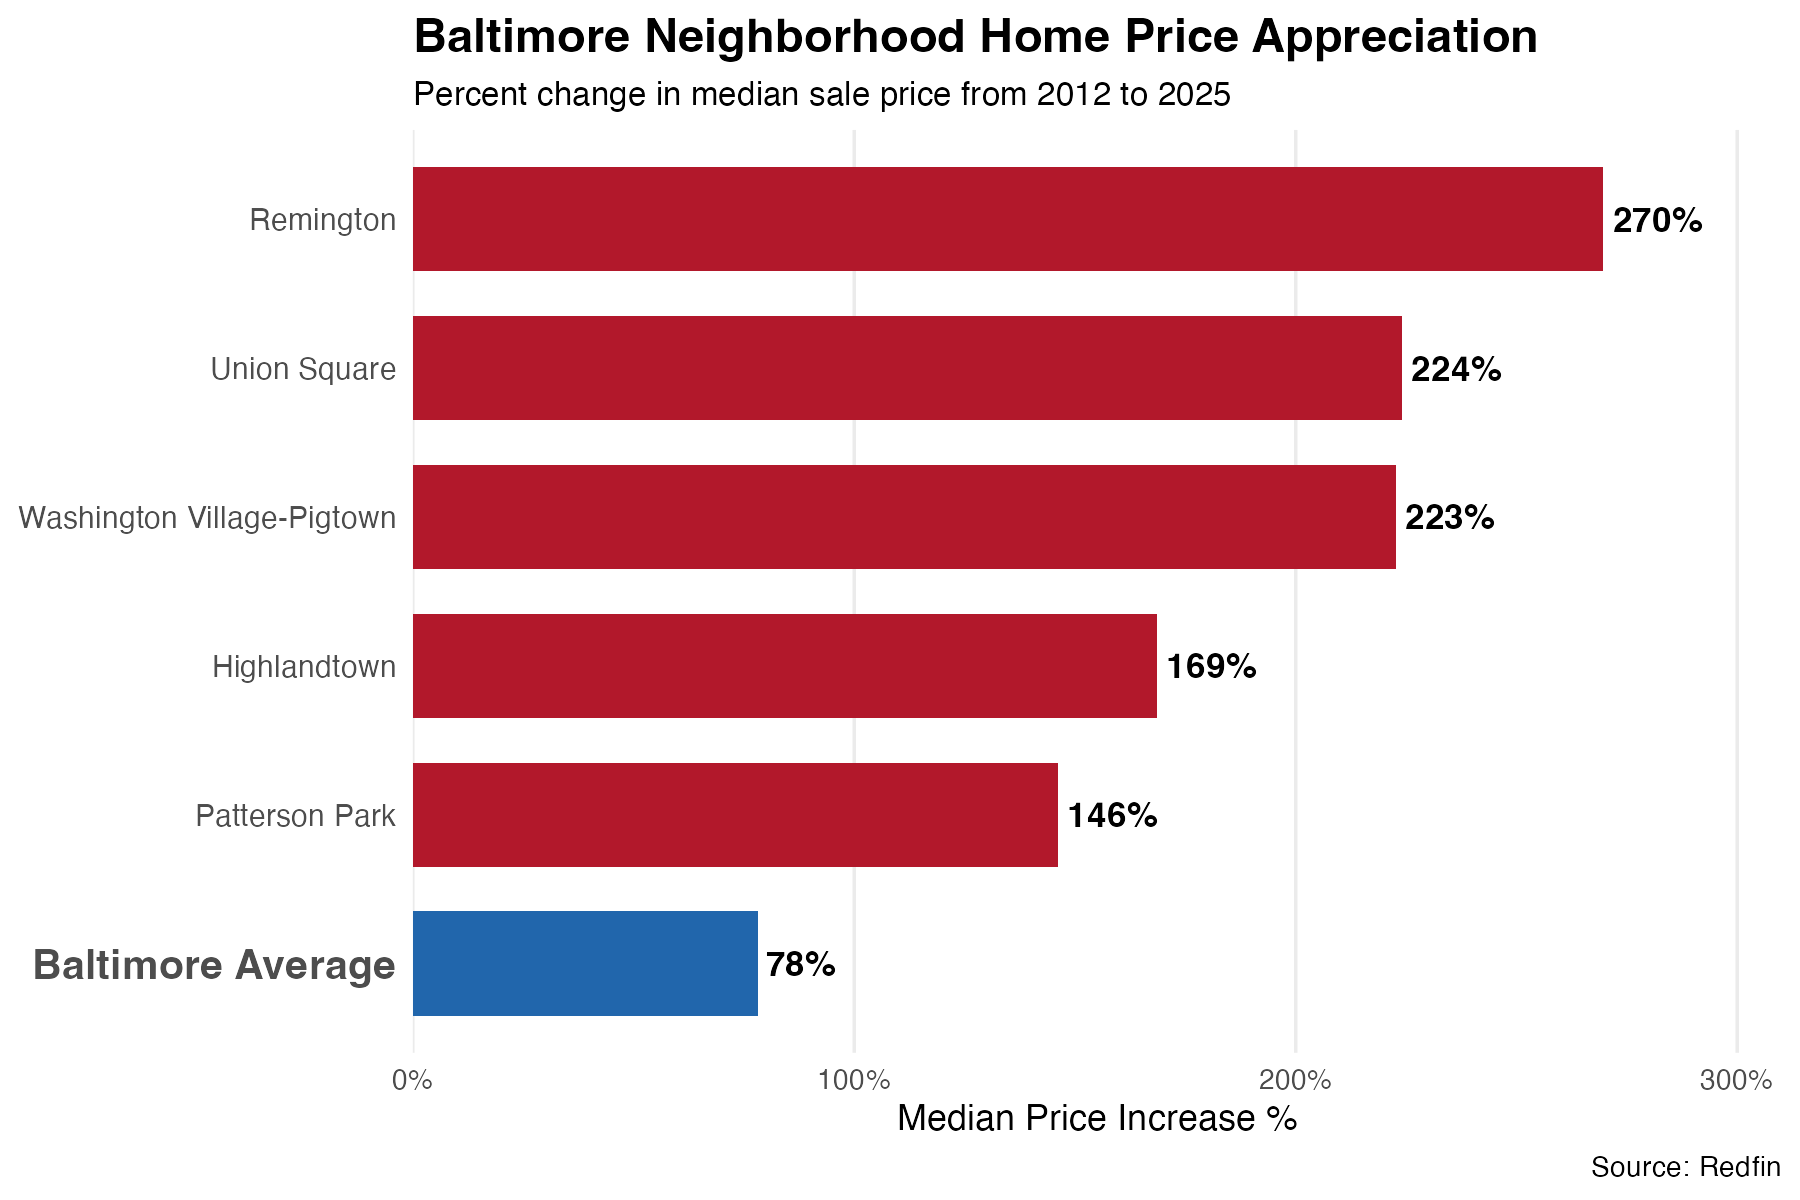 Baltimore Neighborhood Home Price Appreciation
Percent change in median sale price from 2012 to 2025
Remington 270%
Union Square 224%
Washington Village-Pigtown 223%
Highlandtown 169%
Patterson Park 146%
Baltimore Average 78%
0% 100% 200% 300%
Median Price Increase %
Source: Redfin